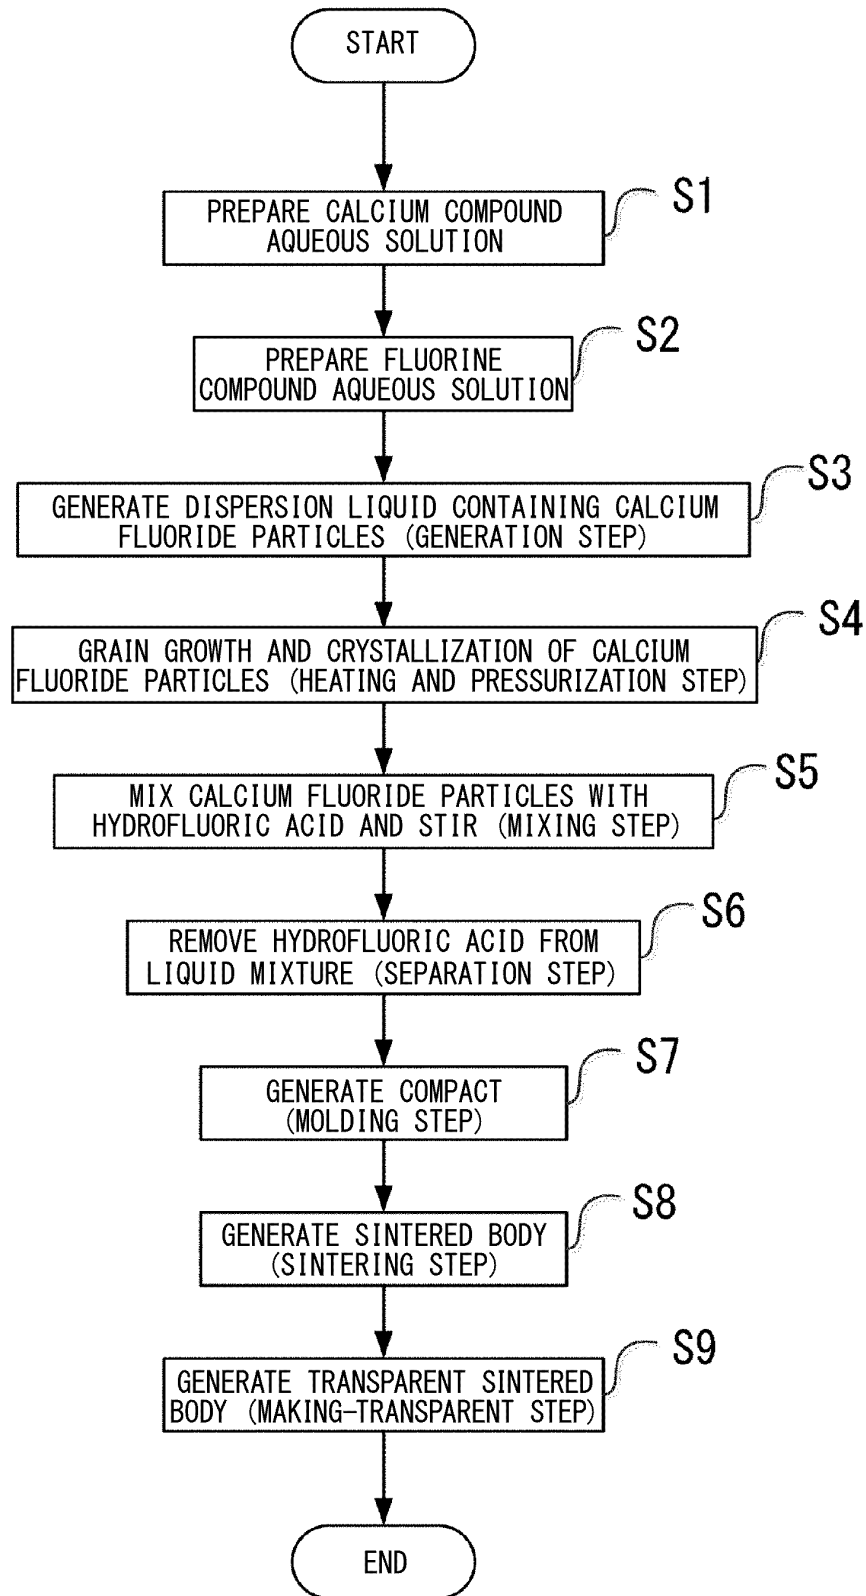 START
PREPARE CALCIUM COMPOUND
AQUEOUS SOLUTION
S1
PREPARE FLUORINE
COMPOUND AQUEOUS SOLUTION
S2
GENERATE DISPERSION LIQUID CONTAINING CALCIUM
FLUORIDE PARTICLES (GENERATION STEP)
S3
GRAIN GROWTH AND CRYSTALLIZATION OF CALCIUM
FLUORIDE PARTICLES (HEATING AND PRESSURIZATION STEP)
S4
MIX CALCIUM FLUORIDE PARTICLES WITH
HYDROFLUORIC ACID AND STIR (MIXING STEP)
S5
REMOVE HYDROFLUORIC ACID FROM
LIQUID MIXTURE (SEPARATION STEP)
S6
GENERATE COMPACT
(MOLDING STEP)
S7
GENERATE SINTERED BODY
(SINTERING STEP)
S8
GENERATE TRANSPARENT SINTERED
BODY (MAKING-TRANSPARENT STEP)
S9
END